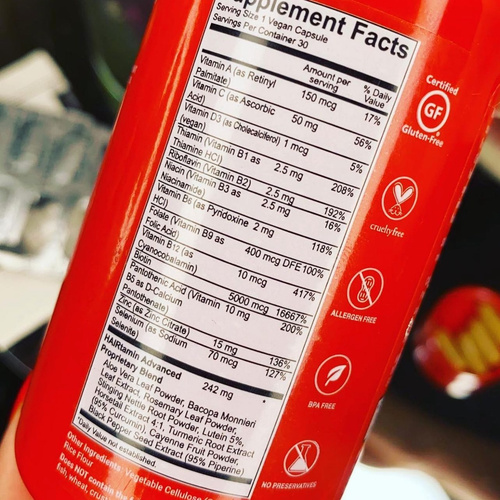 upplement Facts
Serving Size 1 Vegan Capsule
Servings Per Container 30
Amount per serving
% Daily Value
Vitamin A (as Retinyl Palmitate) 150 mcg 17%
Vitamin C (as Ascorbic Acid) 50 mg 56%
Vitamin D3 (as Cholecalciferol) (vegan) 1 mcg 5%
Thiamin (Vitamin B1 as Thiamine HCl) 2.5 mg 208%
Riboflavin (Vitamin B2) 2.5 mg 192%
Niacin (Vitamin B3 as Niacinamide) 2.5 mg 16%
Vitamin B6 (as Pyridoxine HCl) 2 mg 118%
Folate (Vitamin B9 as Folic Acid) 400 mcg DFE 100%
Vitamin B12 (as Cyanocobalamin) 10 mcg 417%
Biotin 5000 mcg 16667%
Pantothenic Acid (Vitamin B5 as D-Calcium Pantothenate) 10 mg 200%
Zinc (as Zinc Citrate) 15 mg 136%
Selenium (as Sodium Selenite) 70 mcg 127%
HAIRtamin Advanced
Proprietary Blend 242 mg
Aloe Vera Leaf Powder, Bacopa Monnieri
Leaf Extract, Rosemary Leaf Powder,
Stinging Nettle Root Powder, Lutein 5%,
Horsetail Extract 4:1, Turmeric Root Extract
(95% Curcumin), Cayenne Fruit Powder,
Black Pepper Seed Extract (95% Piperine)
*Daily Value not established.
Other Ingredients: Vegetable Cellulose
Rice Flour
Does NOT contain the
fish, wheat,
Certified
GF
Gluten-Free
cruelty free
ALLERGEN FREE
BPA FREE
NO PRESERVATIVES